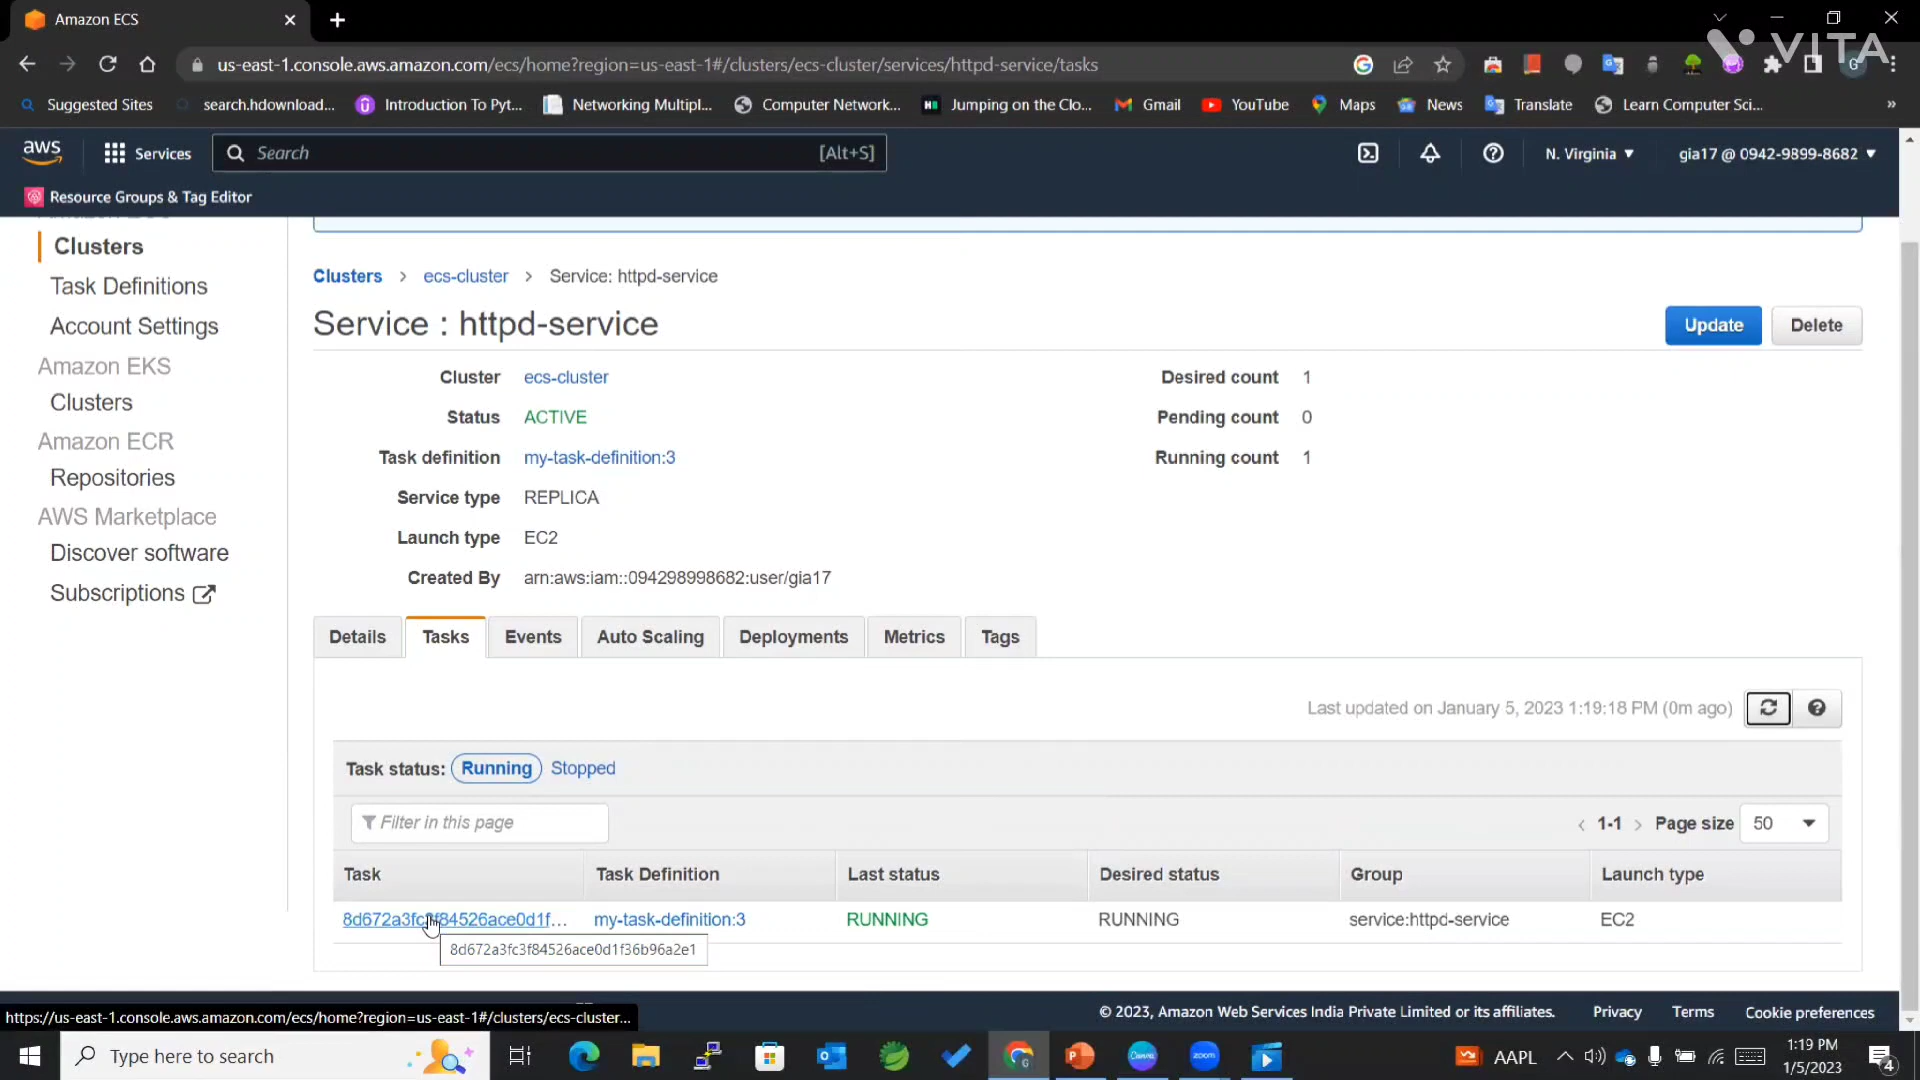 Amazon ECS
VITA
us-east-1.console.aws.amazon.com/ecs/home?region=us-east-1#/clusters/ecs-cluster/services/httpd-service/tasks
Suggested Sites search.hdownload... Introduction To Pyt... Networking Multipl... Computer Network... Jumping on the Clo... Gmail YouTube Maps News Translate Learn Computer Sci... »
aws Services Search [Alt+S] N. Virginia gia17 @ 0942-9899-8682
Resource Groups & Tag Editor
Clusters
Task Definitions
Account Settings
Amazon EKS
Clusters
Amazon ECR
Repositories
AWS Marketplace
Discover software
Subscriptions
Clusters > ecs-cluster > Service: httpd-service
Service : httpd-service
Update Delete
Cluster ecs-cluster Desired count 1
Status ACTIVE Pending count 0
Task definition my-task-definition:3 Running count 1
Service type REPLICA
Launch type EC2
Created By arn:aws:iam::094298998682:user/gia17
Details Tasks Events Auto Scaling Deployments Metrics Tags
Last updated on January 5, 2023 1:19:18 PM (0m ago)
Task status: Running Stopped
Filter in this page < 1-1 > Page size 50
Task Task Definition Last status Desired status Group Launch type
8d672a3fc3f84526ace0d1f... my-task-definition:3 RUNNING RUNNING service:httpd-service EC2
8d672a3fc3f84526ace0d1f36b96a2e1
© 2023, Amazon Web Services India Private Limited or its affiliates. Privacy Terms Cookie preferences
https://us-east-1.console.aws.amazon.com/ecs/home?region=us-east-1#/clusters/ecs-cluster...
Type here to search Canva zoom AAPL 1:19 PM
1/5/2023 4